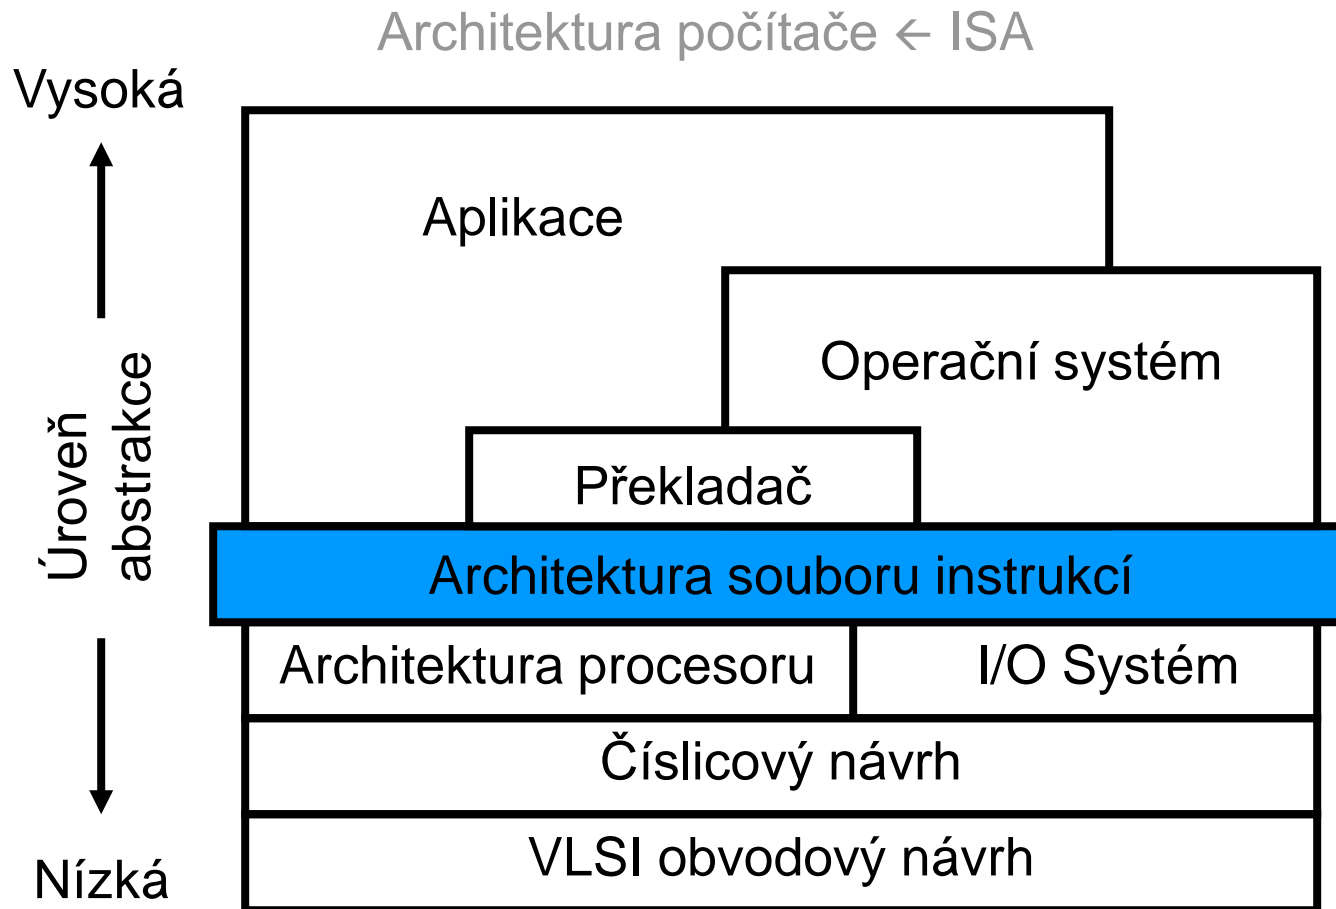 Architektura počítače ← ISA
Vysoká
Aplikace
Operační systém
Úroveň
abstrakce
Překladač
Architektura souboru instrukcí
Architektura procesoru
I/O Systém
Číslicový návrh
VLSI obvodový návrh
Nízká